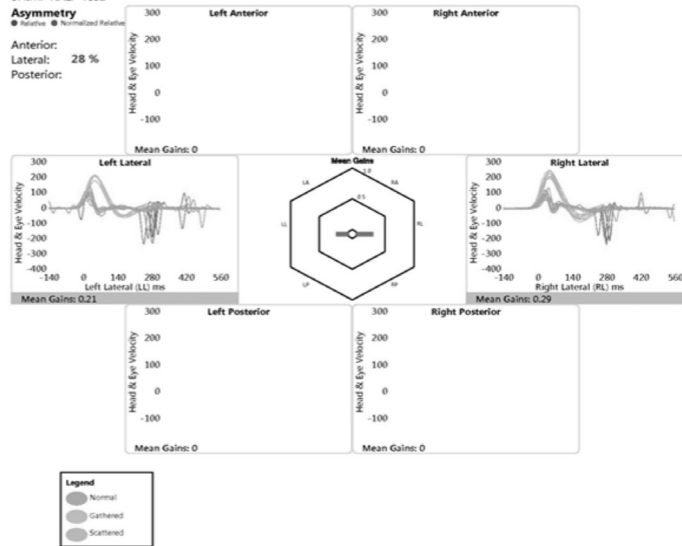 Asymmetry
Relative Normalized Relative
Anterior:
Lateral: 28 %
Posterior:
Left Anterior
Head & Eye Velocity
300
200
100
0
-100
Mean Gains: 0
Right Anterior
Head & Eye Velocity
300
200
100
0
-100
Mean Gains: 0
Left Lateral
Head & Eye Velocity
300
200
100
0
-100
-200
-300
-400
-140 0 140 280 420 560
Left Lateral (LL) ms
Mean Gains: 0.21
Mean Gains
1.0
0.5
LA
RA
LL
RL
LP
RP
Right Lateral
Head & Eye Velocity
300
200
100
0
-100
-200
-300
-400
-140 0 140 280 420 560
Right Lateral (RL) ms
Mean Gains: 0.29
Left Posterior
Head & Eye Velocity
300
200
100
0
-100
Mean Gains: 0
Right Posterior
Head & Eye Velocity
300
200
100
0
-100
Mean Gains: 0
Legend
Normal
Gathered
Scattered